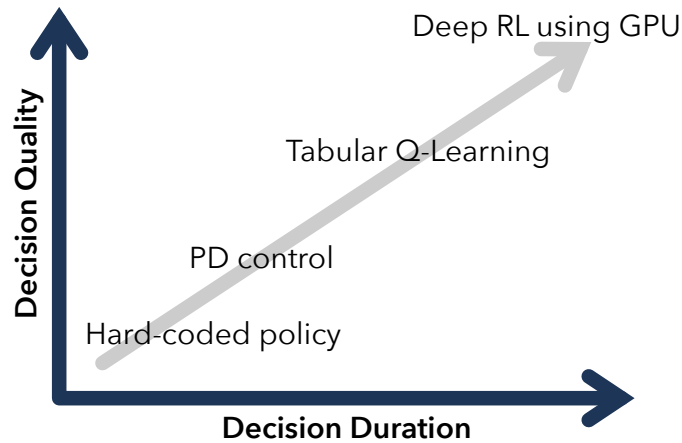 Deep RL using GPU
Tabular Q-Learning
PD control
Hard-coded policy
Decision Quality
Decision Duration